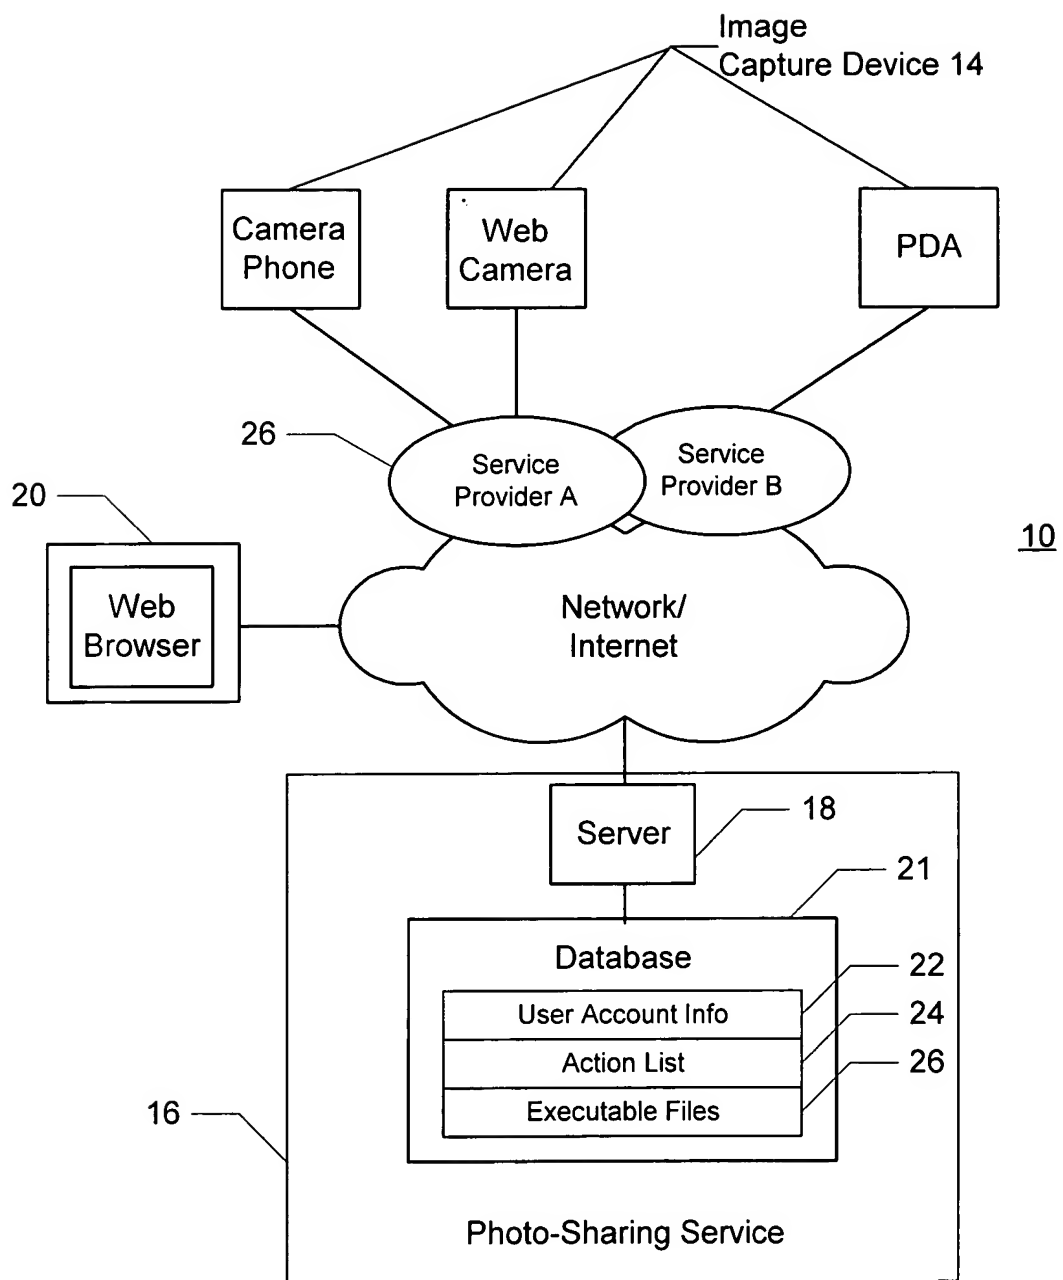 Image
Capture Device 14
Camera
Phone
Web
Camera
PDA
26
Service
Provider A
Service
Provider B
20
10
Web
Browser
Network/
Internet
Server
18
21
Database
22
User Account Info
24
Action List
26
Executable Files
16
Photo-Sharing Service